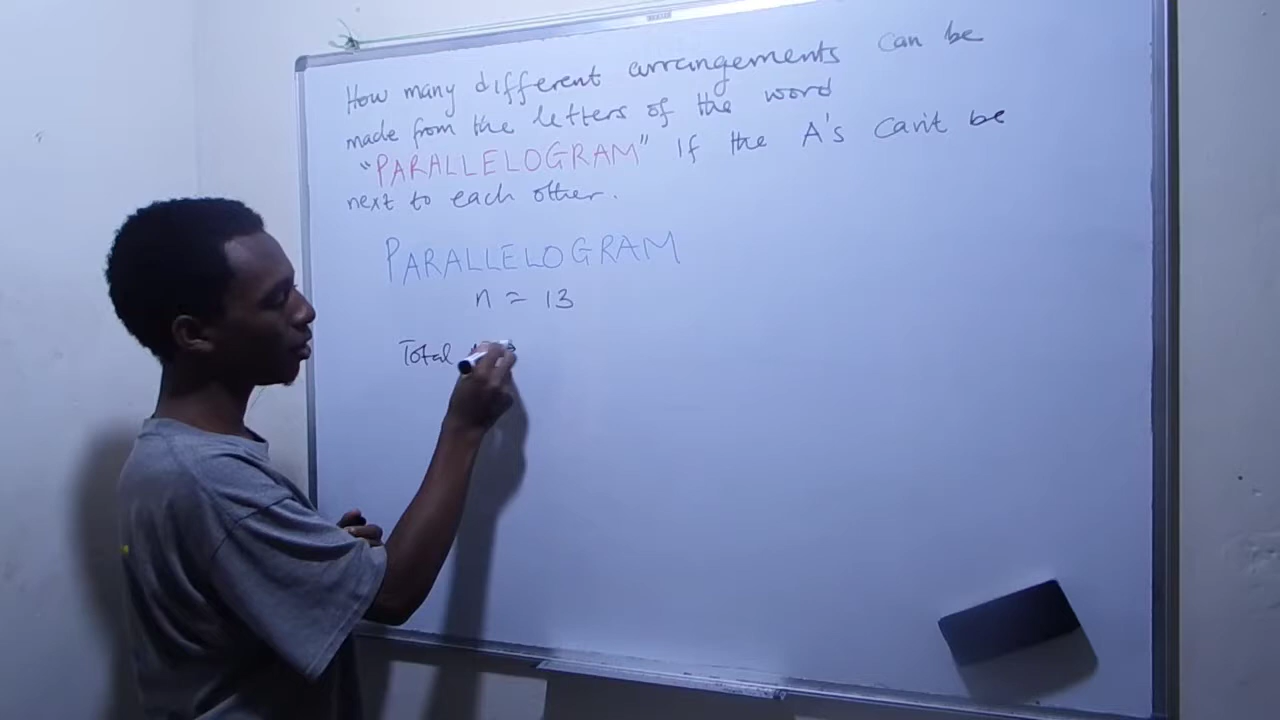 How many different arrangements can be
made from the letters of the word
"PARALLELOGRAM" If the A's can't be
next to each other.
PARALLELOGRAM
n = 13
Total